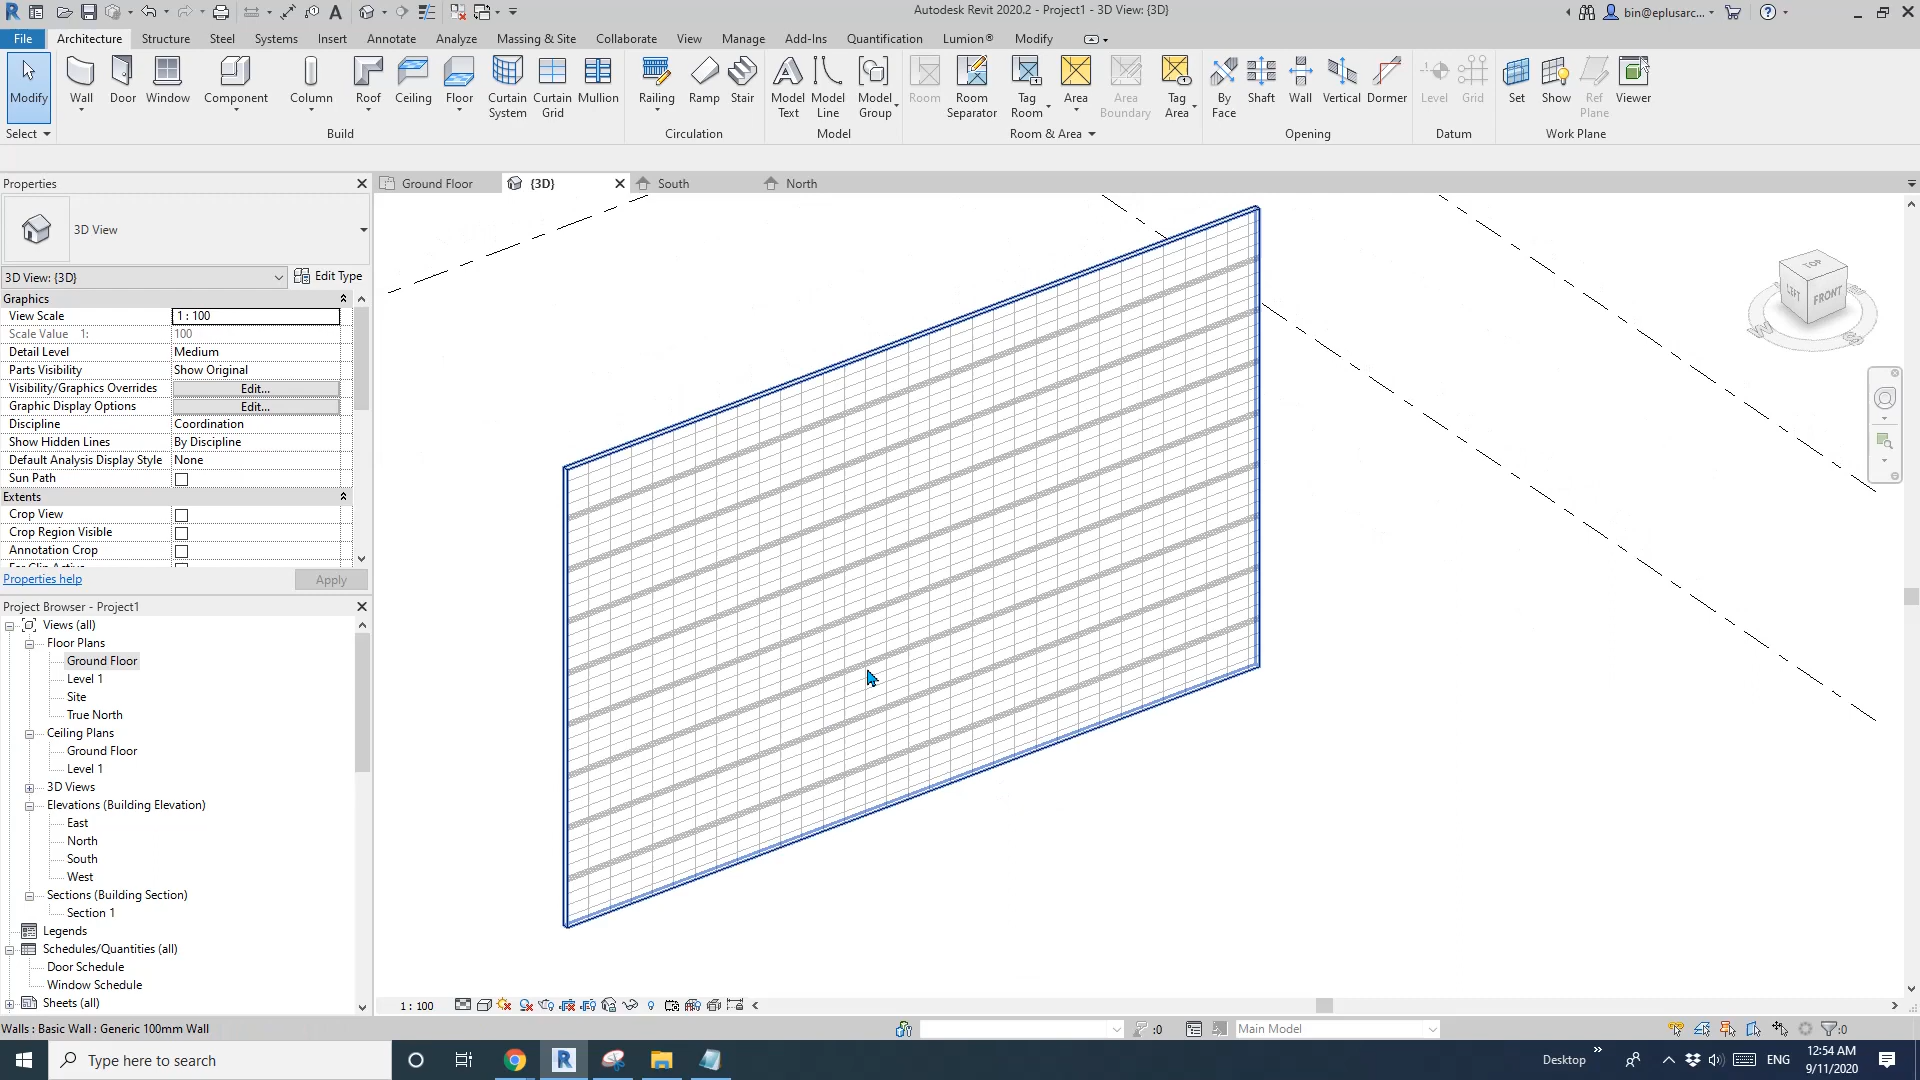 Autodesk Revit 2020.2 - Project1 - 3D View: {3D}
bin@eplusarc...
File Architecture Structure Steel Systems Insert Annotate Analyze Massing & Site Collaborate View Manage Add-Ins Quantification Lumion® Modify
Modify
Wall
Door
Window
Component
Column
Roof
Ceiling
Floor
Curtain System
Curtain Grid
Mullion
Railing
Ramp
Stair
Model Text
Model Line
Model Group
Room
Room Separator
Tag Room
Area
Area Boundary
Tag Area
By Face
Shaft
Wall
Vertical
Dormer
Level
Grid
Set
Show
Ref Plane
Viewer
Select
Build
Circulation
Model
Room & Area
Opening
Datum
Work Plane
Properties
Ground Floor
{3D}
South
North
3D View
3D View: {3D}
Edit Type
Graphics
View Scale 1 : 100
Scale Value 1: 100
Detail Level Medium
Parts Visibility Show Original
Visibility/Graphics Overrides Edit...
Graphic Display Options Edit...
Discipline Coordination
Show Hidden Lines By Discipline
Default Analysis Display Style None
Sun Path
Extents
Crop View
Crop Region Visible
Annotation Crop
Properties help
Apply
TOP
LEFT
FRONT
W
S
Project Browser - Project1
Views (all)
Floor Plans
Ground Floor
Level 1
Site
True North
Ceiling Plans
Ground Floor
Level 1
3D Views
Elevations (Building Elevation)
East
North
South
West
Sections (Building Section)
Section 1
Legends
Schedules/Quantities (all)
Door Schedule
Window Schedule
Sheets (all)
1 : 100
Walls : Basic Wall : Generic 100mm Wall
:0
Main Model
:0
Type here to search
Desktop
ENG
12:54 AM
9/11/2020